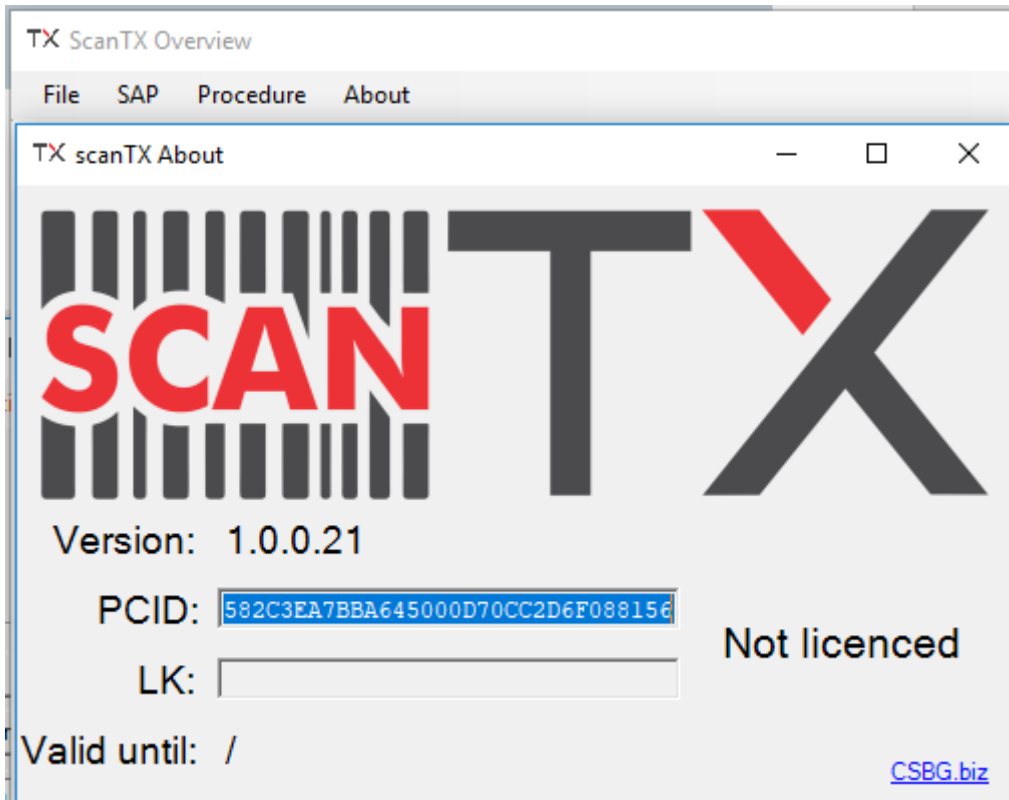 TX ScanTX Overview
File SAP Procedure About
TX scanTX About
SCAN TX
Version: 1.0.0.21
PCID: 582C3EA7BBA645000D70CC2D6F088156
Not licenced
LK:
Valid until: /
CSBG.biz